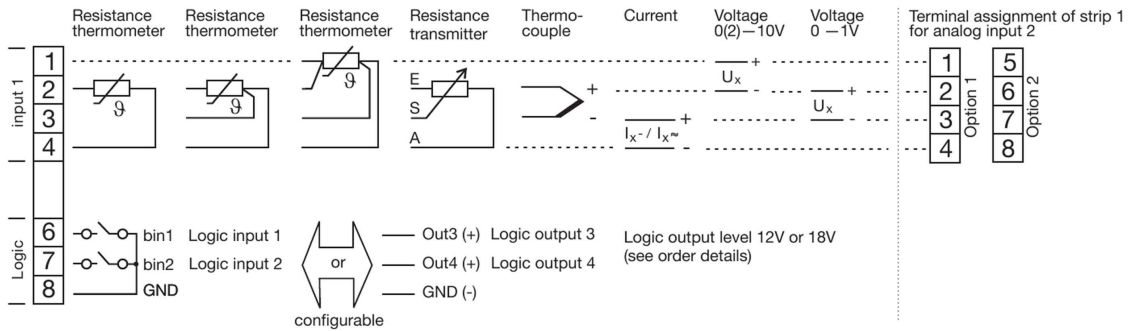 Resistance
thermometer
Resistance
thermometer
Resistance
thermometer
Resistance
transmitter
Thermo-
couple
Current
Voltage
0(2)—10V
Voltage
0 —1V
Terminal assignment of strip 1
for analog input 2
input 1
1
2
3
4
ϑ
ϑ
ϑ
E
S
A
+
-
+
Ix- / Ix≂
-
+
Ux
-
+
Ux
-
1
2
3
4
Option 1
5
6
7
8
Option 2
Logic
6
7
8
bin1 Logic input 1
bin2 Logic input 2
GND
or
configurable
Out3 (+) Logic output 3
Out4 (+) Logic output 4
GND (-)
Logic output level 12V or 18V
(see order details)